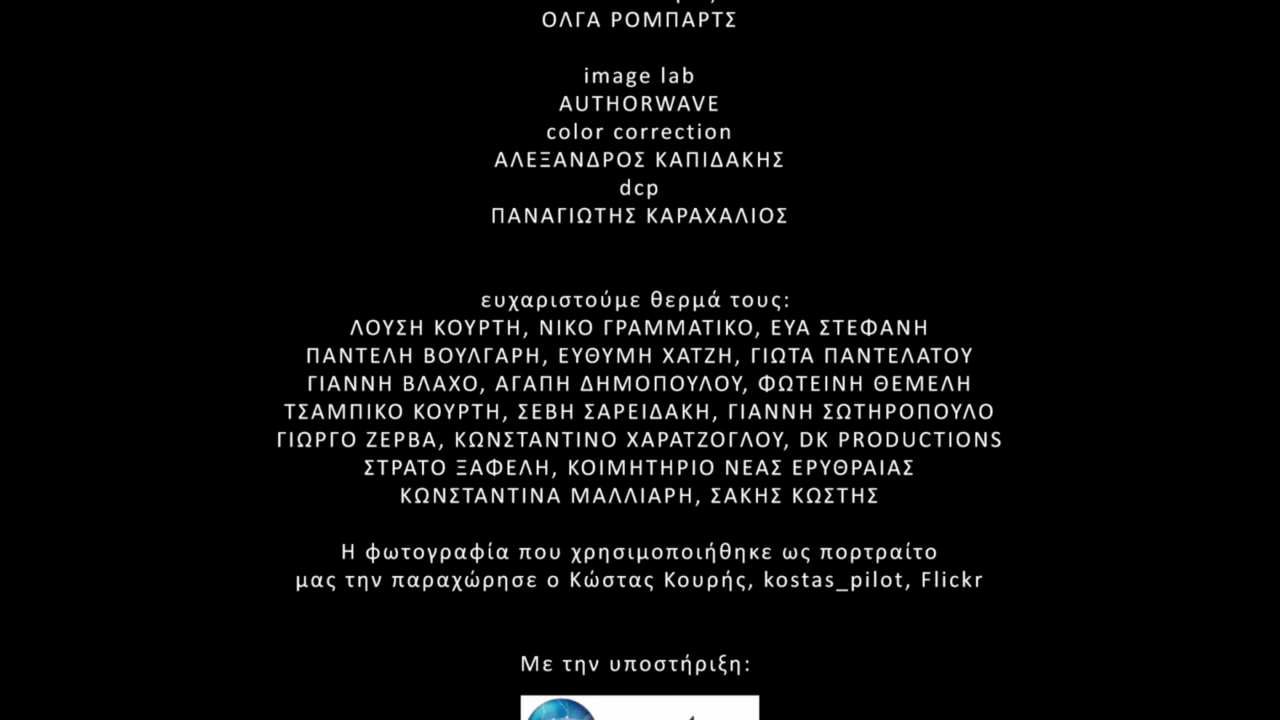 ΟΛΓΑ ΡΟΜΠΑΡΤΣ
image lab
AUTHORWAVE
color correction
ΑΛΕΞΑΝΔΡΟΣ ΚΑΠΙΔΑΚΗΣ
dcp
ΠΑΝΑΓΙΩΤΗΣ ΚΑΡΑΧΑΛΙΟΣ
ευχαριστούμε θερμά τους:
ΛΟΥΣΗ ΚΟΥΡΤΗ, ΝΙΚΟ ΓΡΑΜΜΑΤΙΚΟ, ΕΥΑ ΣΤΕΦΑΝΗ
ΠΑΝΤΕΛΗ ΒΟΥΛΓΑΡΗ, ΕΥΘΥΜΗ ΧΑΤΖΗ, ΓΙΩΤΑ ΠΑΝΤΕΛΑΤΟΥ
ΓΙΑΝΝΗ ΒΛΑΧΟ, ΑΓΑΠΗ ΔΗΜΟΠΟΥΛΟΥ, ΦΩΤΕΙΝΗ ΘΕΜΕΛΗ
ΤΣΑΜΠΙΚΟ ΚΟΥΡΤΗ, ΣΕΒΗ ΣΑΡΕΙΔΑΚΗ, ΓΙΑΝΝΗ ΣΩΤΗΡΟΠΟΥΛΟ
ΓΙΩΡΓΟ ΖΕΡΒΑ, ΚΩΝΣΤΑΝΤΙΝΟ ΧΑΡΑΤΖΟΓΛΟΥ, DK PRODUCTIONS
ΣΤΡΑΤΟ ΞΑΦΕΛΗ, ΚΟΙΜΗΤΗΡΙΟ ΝΕΑΣ ΕΡΥΘΡΑΙΑΣ
ΚΩΝΣΤΑΝΤΙΝΑ ΜΑΛΛΙΑΡΗ, ΣΑΚΗΣ ΚΩΣΤΗΣ
Η φωτογραφία που χρησιμοποιήθηκε ως πορτραίτο
μας την παραχώρησε ο Κώστας Κουρής, kostas_pilot, Flickr
Με την υποστήριξη: